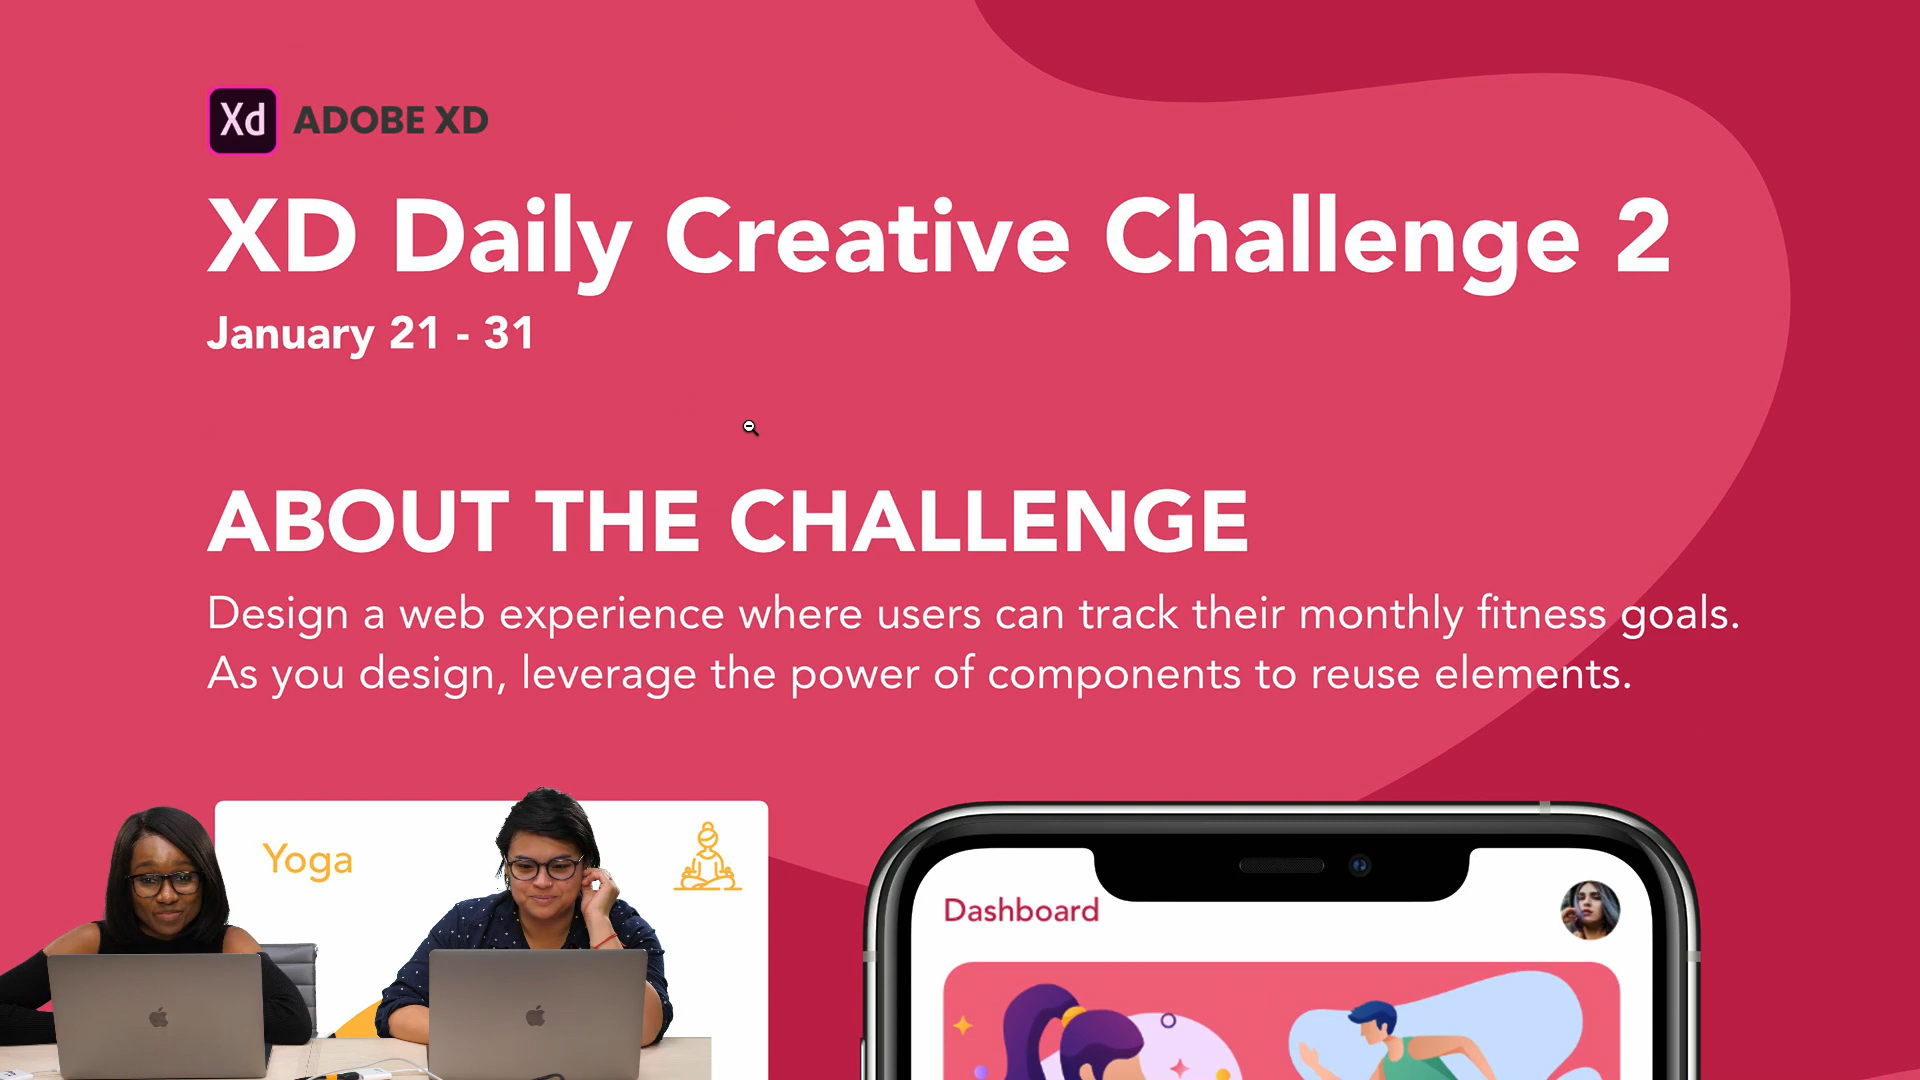 Xd ADOBE XD
XD Daily Creative Challenge 2
January 21 - 31
ABOUT THE CHALLENGE
Design a web experience where users can track their monthly fitness goals.
As you design, leverage the power of components to reuse elements.
Yoga
Dashboard